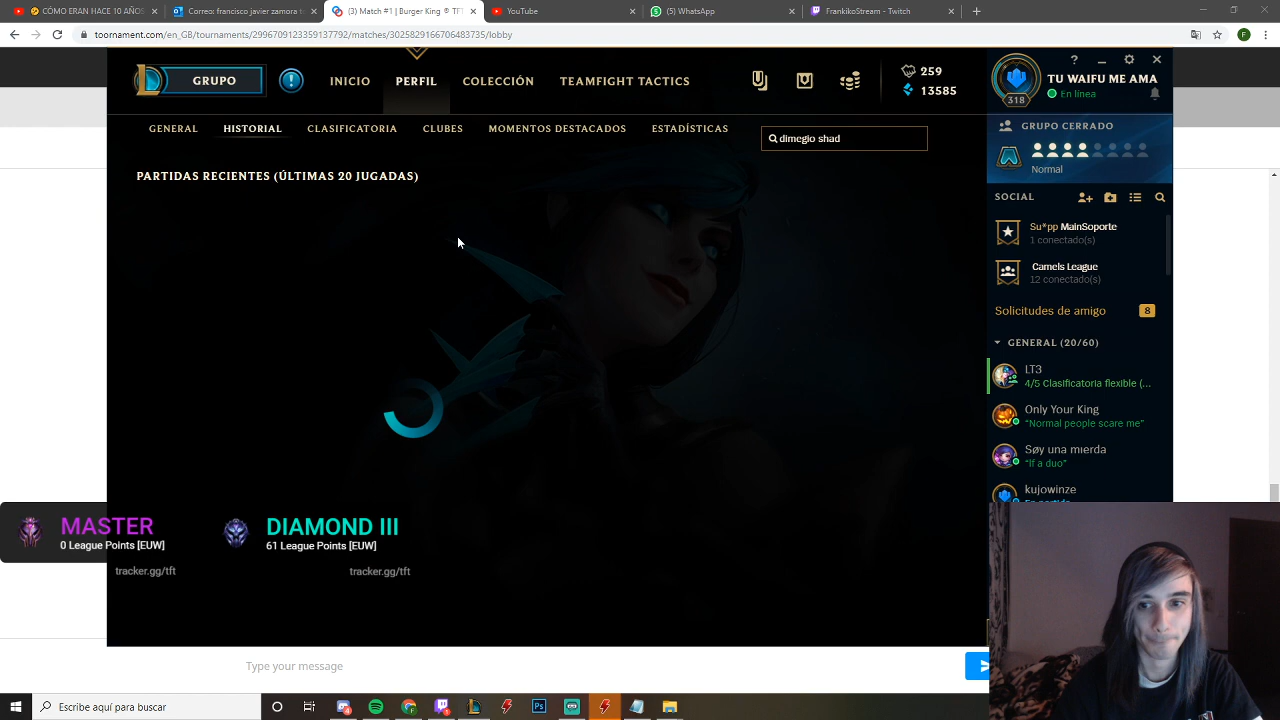 CÓMO ERAN HACE 10 AÑOS
Correo: francisco javier zamora te
(3) Match #1 | Burger King ® TFT
YouTube
(5) WhatsApp
FrankikoStream - Twitch
toornament.com/en_GB/tournaments/2996709123359137792/matches/3025829166706483735/lobby
GRUPO
INICIO
PERFIL
COLECCIÓN
TEAMFIGHT TACTICS
259
13585
318
TU WAIFU ME AMA
En línea
GENERAL
HISTORIAL
CLASIFICATORIA
CLUBES
MOMENTOS DESTACADOS
ESTADÍSTICAS
dimegio shad
GRUPO CERRADO
Normal
PARTIDAS RECIENTES (ÚLTIMAS 20 JUGADAS)
SOCIAL
Su*pp MainSoporte
1 conectado(s)
Camels League
12 conectado(s)
Solicitudes de amigo
8
GENERAL (20/60)
LT3
4/5 Clasificatoria flexible (...
Only Your King
"Normal people scare me"
Søy una mıerda
"İf a duo"
kujowinze
MASTER
0 League Points [EUW]
tracker.gg/tft
DIAMOND III
61 League Points [EUW]
tracker.gg/tft
Type your message
Escribe aquí para buscar